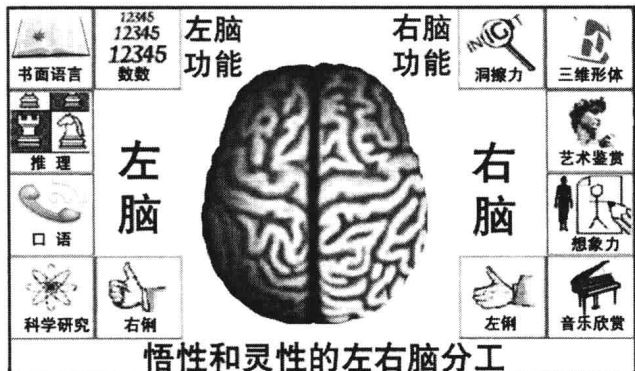 左脑
功能
右脑
功能
书面语言
12345
12345
12345
数数
洞擦力
三维形体
推理
左
脑
右
脑
艺术鉴赏
口语
想象力
科学研究
右俐
左俐
音乐欣赏
悟性和灵性的左右脑分工